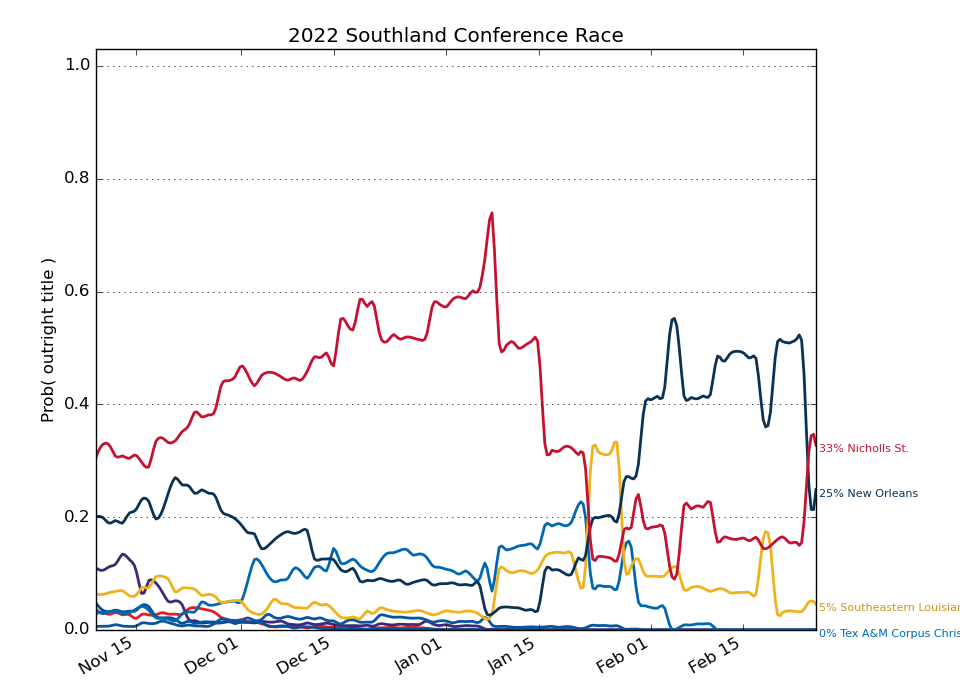 2022 Southland Conference Race
Prob( outright title )
1.0
0.8
0.6
0.4
0.2
0.0
Nov 15
Dec 01
Dec 15
Jan 01
Jan 15
Feb 01
Feb 15
33% Nicholls St.
25% New Orleans
5% Southeastern Louisian
0% Tex A&M Corpus Chris